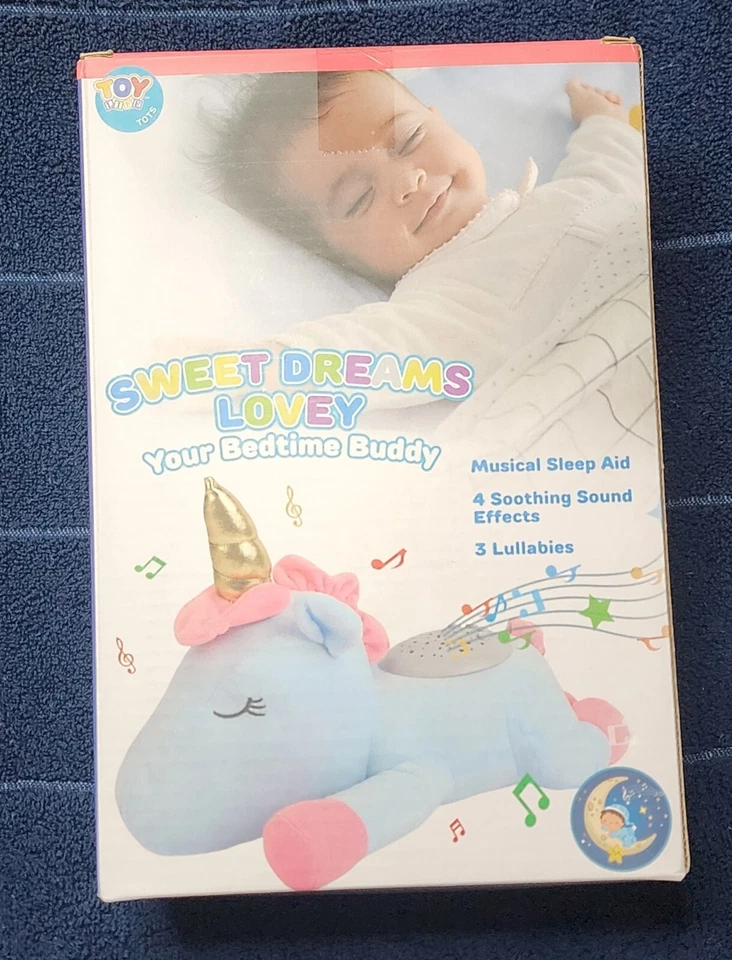 TOY
TOTS
SWEET DREAMS
LOVEY
Your Bedtime Buddy
Musical Sleep Aid
4 Soothing Sound
Effects
3 Lullabies